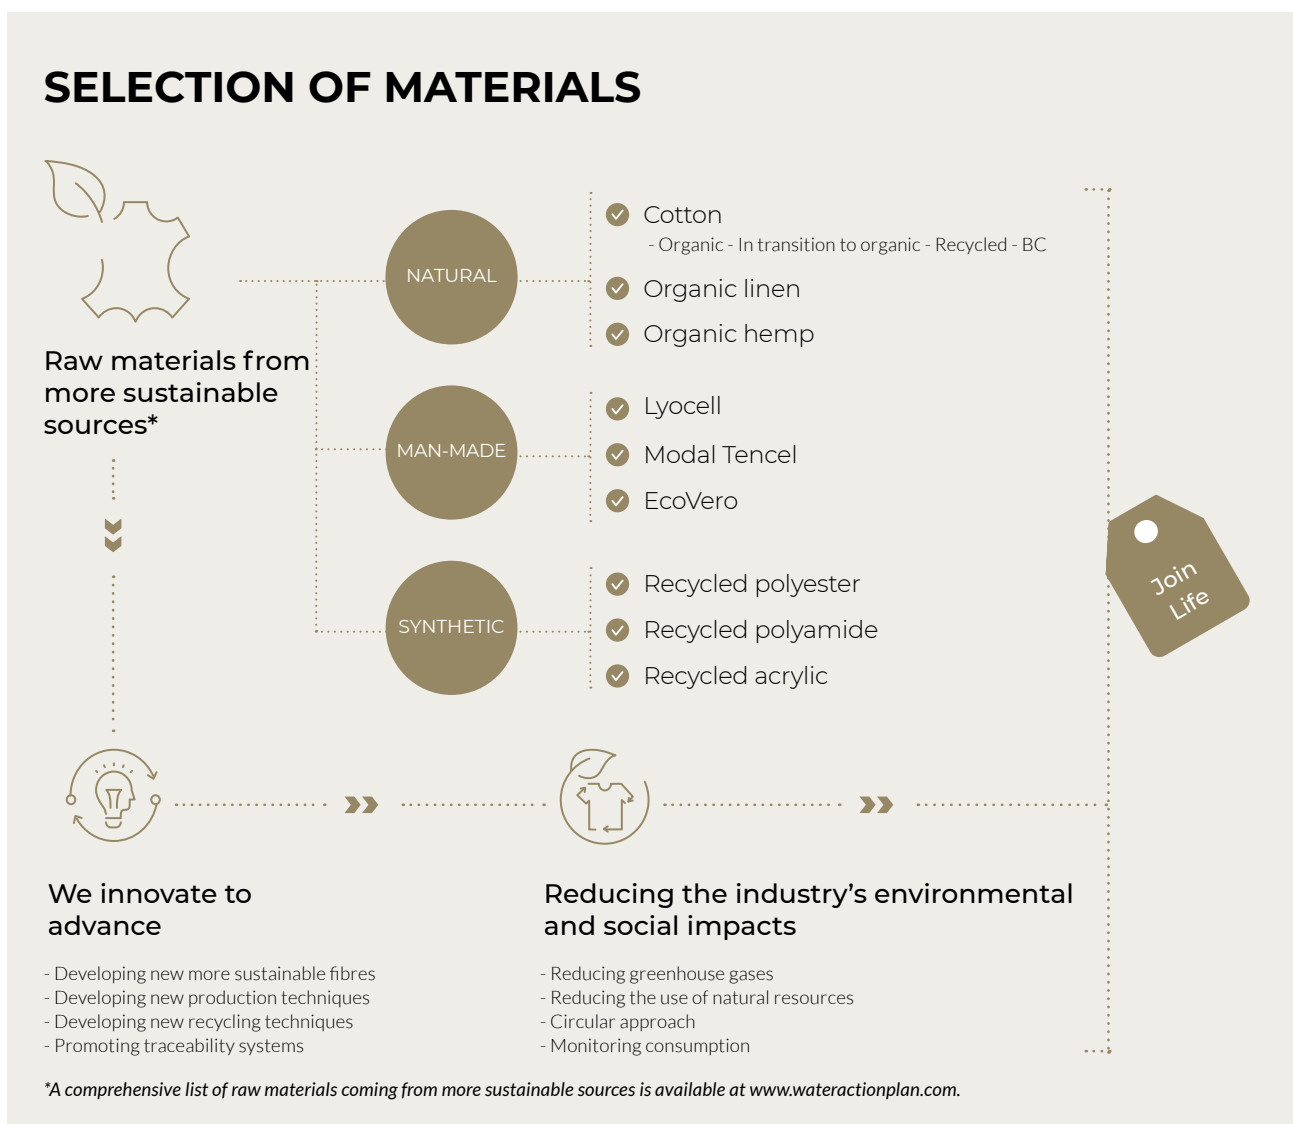 SELECTION OF MATERIALS
Raw materials from
more sustainable
sources*
NATURAL
Cotton
- Organic - In transition to organic - Recycled - BC
Organic linen
Organic hemp
MAN-MADE
Lyocell
Modal Tencel
EcoVero
SYNTHETIC
Recycled polyester
Recycled polyamide
Recycled acrylic
Join
Life
We innovate to
advance
- Developing new more sustainable fibres
- Developing new production techniques
- Developing new recycling techniques
- Promoting traceability systems
Reducing the industry’s environmental
and social impacts
- Reducing greenhouse gases
- Reducing the use of natural resources
- Circular approach
- Monitoring consumption
*A comprehensive list of raw materials coming from more sustainable sources is available at www.wateractionplan.com.